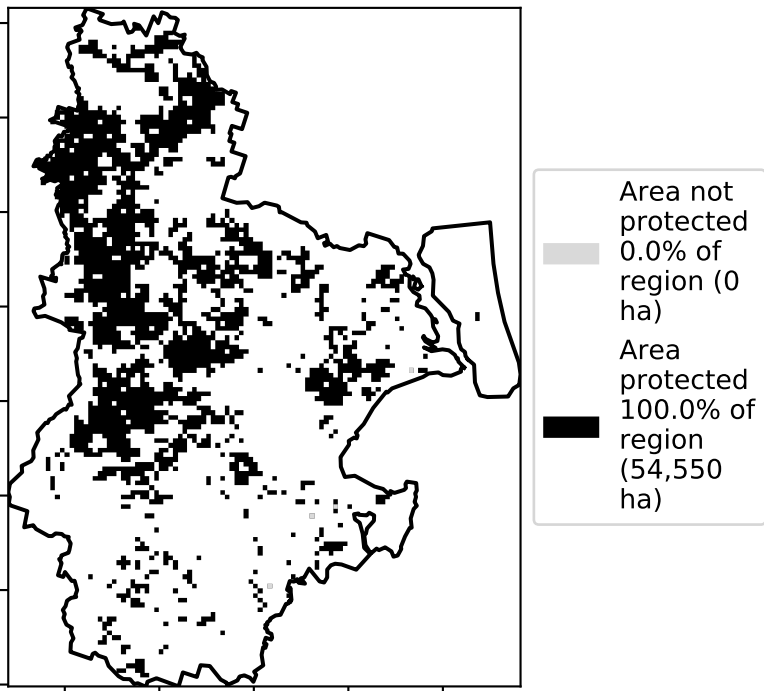 Area not
protected
0.0% of
region (0
ha)
Area
protected
100.0% of
region
(54,550
ha)